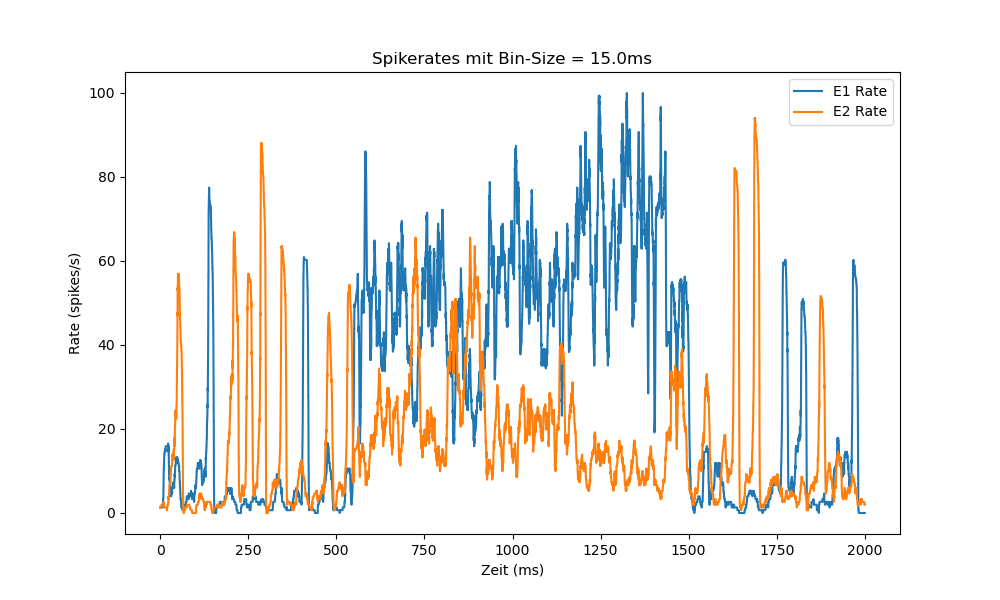 Spikerates mit Bin-Size = 15.0ms
E1 Rate
E2 Rate
100
80
60
40
20
0
Rate (spikes/s)
0 250 500 750 1000 1250 1500 1750 2000
Zeit (ms)